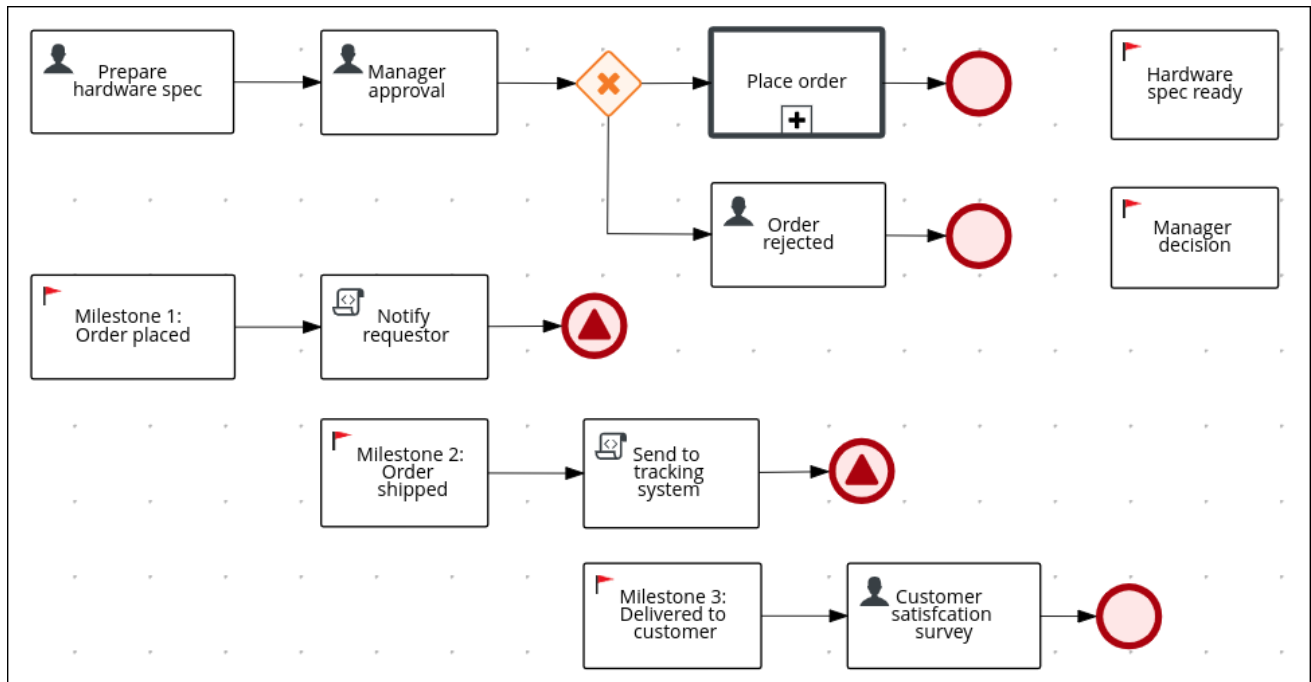 Prepare
hardware spec
Manager
approval
Place order
Hardware
spec ready
Order
rejected
Manager
decision
Milestone 1:
Order placed
Notify
requestor
Milestone 2:
Order
shipped
Send to
tracking
system
Milestone 3:
Delivered to
customer
Customer
satisfcation
survey